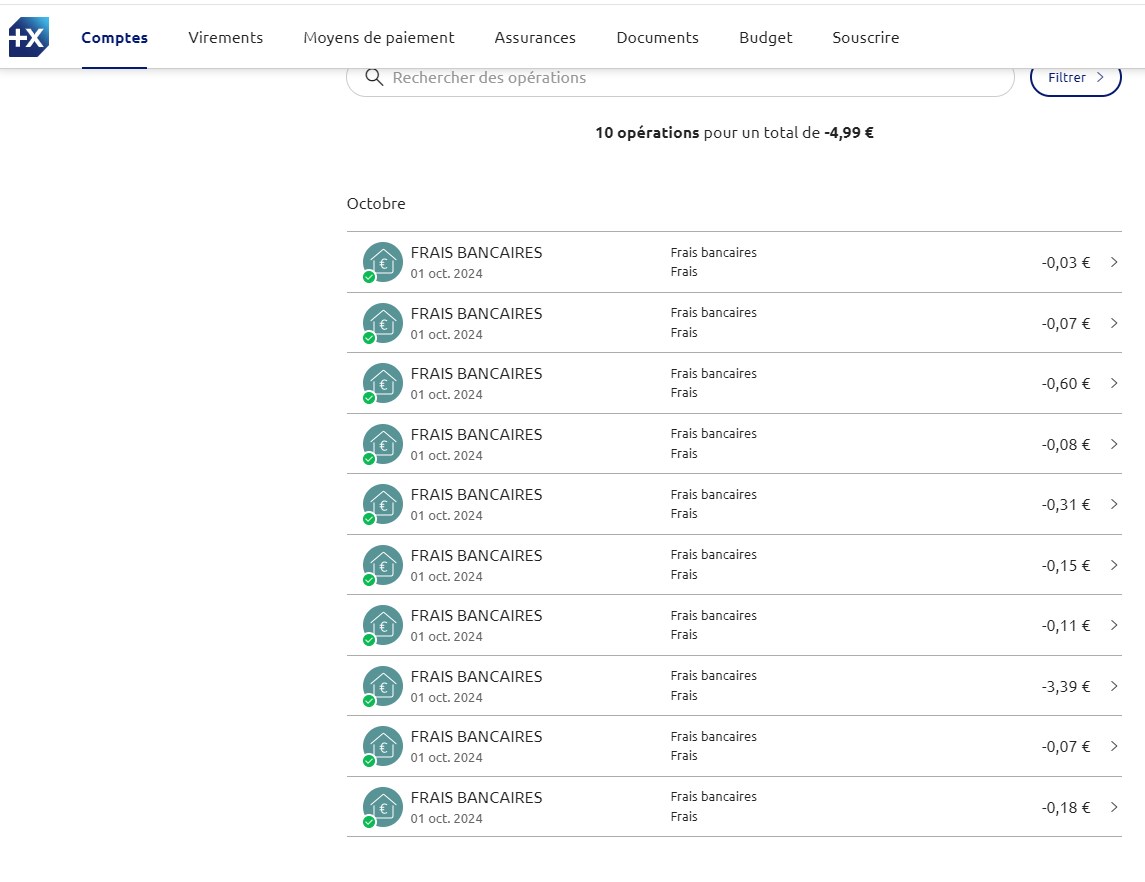 +X
Comptes Virements Moyens de paiement Assurances Documents Budget Souscrire
Rechercher des opérations Filtrer
10 opérations pour un total de -4,99 €
Octobre
FRAIS BANCAIRES Frais bancaires
01 oct. 2024 Frais -0,03 €
FRAIS BANCAIRES Frais bancaires
01 oct. 2024 Frais -0,07 €
FRAIS BANCAIRES Frais bancaires
01 oct. 2024 Frais -0,60 €
FRAIS BANCAIRES Frais bancaires
01 oct. 2024 Frais -0,08 €
FRAIS BANCAIRES Frais bancaires
01 oct. 2024 Frais -0,31 €
FRAIS BANCAIRES Frais bancaires
01 oct. 2024 Frais -0,15 €
FRAIS BANCAIRES Frais bancaires
01 oct. 2024 Frais -0,11 €
FRAIS BANCAIRES Frais bancaires
01 oct. 2024 Frais -3,39 €
FRAIS BANCAIRES Frais bancaires
01 oct. 2024 Frais -0,07 €
FRAIS BANCAIRES Frais bancaires
01 oct. 2024 Frais -0,18 €